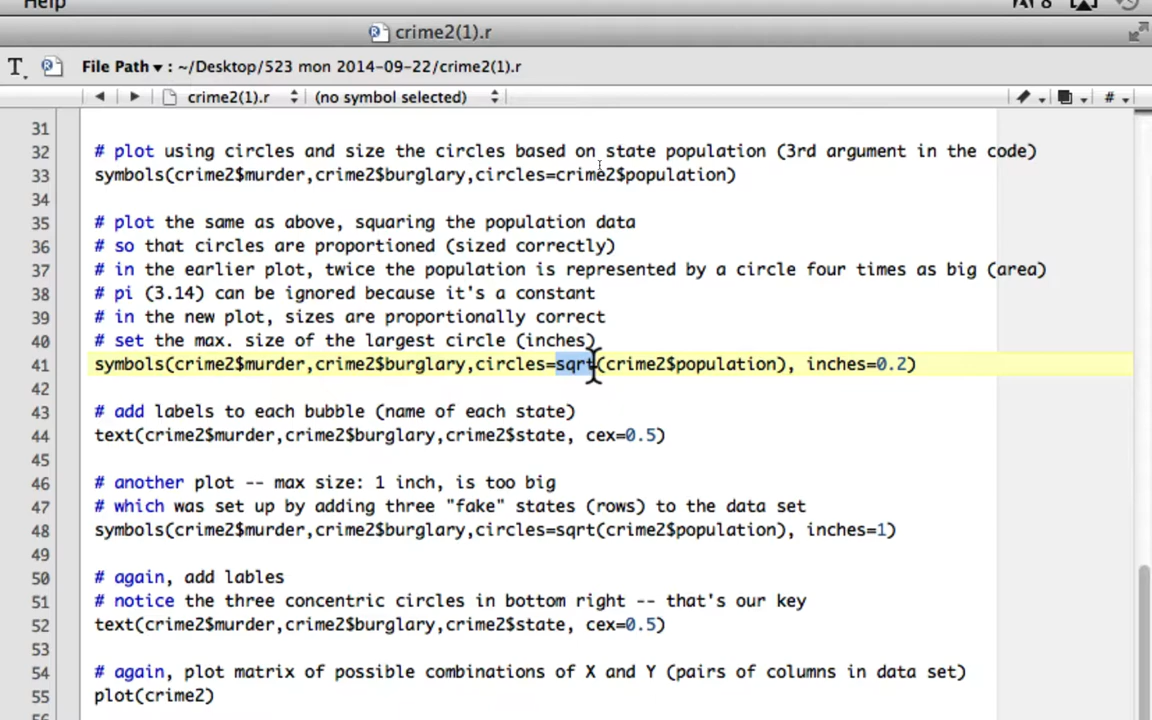 Help
crime2(1).r
T. File Path ▾ : ~/Desktop/523 mon 2014-09-22/crime2(1).r
crime2(1).r (no symbol selected) #
31
32 # plot using circles and size the circles based on state population (3rd argument in the code)
33 symbols(crime2$murder,crime2$burglary,circles=crime2$population)
34
35 # plot the same as above, squaring the population data
36 # so that circles are proportioned (sized correctly)
37 # in the earlier plot, twice the population is represented by a circle four times as big (area)
38 # pi (3.14) can be ignored because it's a constant
39 # in the new plot, sizes are proportionally correct
40 # set the max. size of the largest circle (inches)
41 symbols(crime2$murder,crime2$burglary,circles=sqrt(crime2$population), inches=0.2)
42
43 # add labels to each bubble (name of each state)
44 text(crime2$murder,crime2$burglary,crime2$state, cex=0.5)
45
46 # another plot -- max size: 1 inch, is too big
47 # which was set up by adding three "fake" states (rows) to the data set
48 symbols(crime2$murder,crime2$burglary,circles=sqrt(crime2$population), inches=1)
49
50 # again, add lables
51 # notice the three concentric circles in bottom right -- that's our key
52 text(crime2$murder,crime2$burglary,crime2$state, cex=0.5)
53
54 # again, plot matrix of possible combinations of X and Y (pairs of columns in data set)
55 plot(crime2)
56